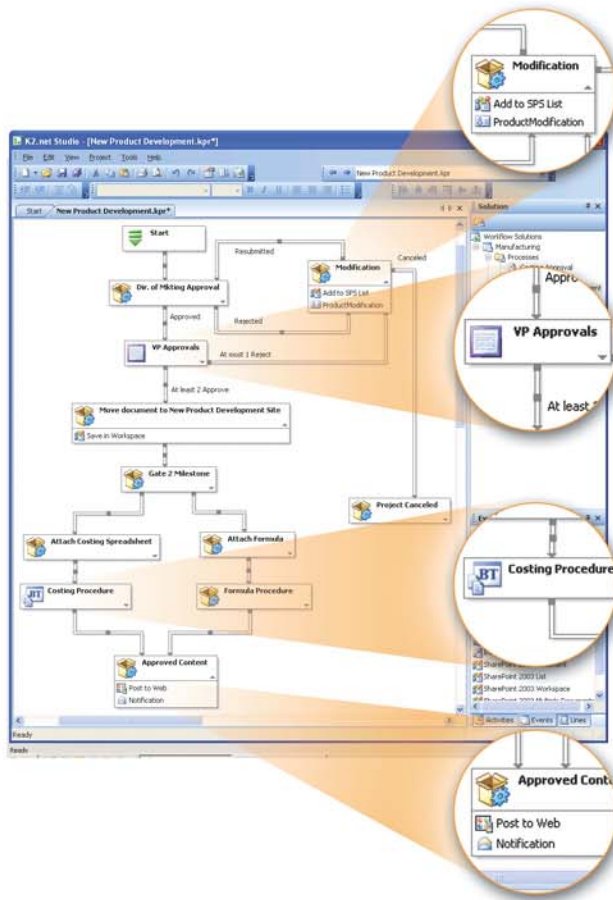 Modification
Add to SPS List
ProductModification
K2.net Studio - [New Product Development.kpr*]
File Edit View Project Tools Help
New Product Development.kpr
Start New Product Development.kpr*
Solution
Workflow Solutions
Manufacturing
Processes
Start
Resubmitted
Canceled
Dir. of Mkting Approval
Modification
Add to SPS List
ProductModification
Approved
Rejected
VP Approvals
At most 1 Reject
VP Approvals
At least 2 Approve
At least
Move document to New Product Development Site
Save in Workspace
Gate 2 Milestone
Project Canceled
Attach Costing Spreadsheet
Attach Formula
Costing Procedure
Formula Procedure
Costing Procedure
Approved Content
Post to Web
Notification
SharePoint 2003 List
SharePoint 2003 Workspace
Activities Events Lines
Ready
Ready
Approved Cont
Post to Web
Notification